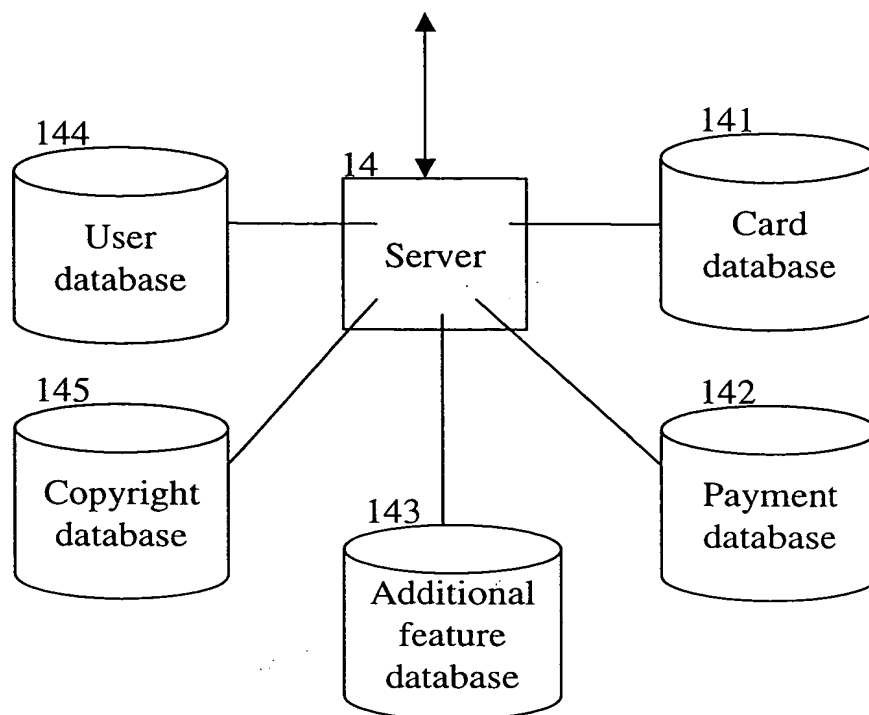 144
User
database
14
Server
141
Card
database
145
Copyright
database
143
Additional
feature
database
142
Payment
database